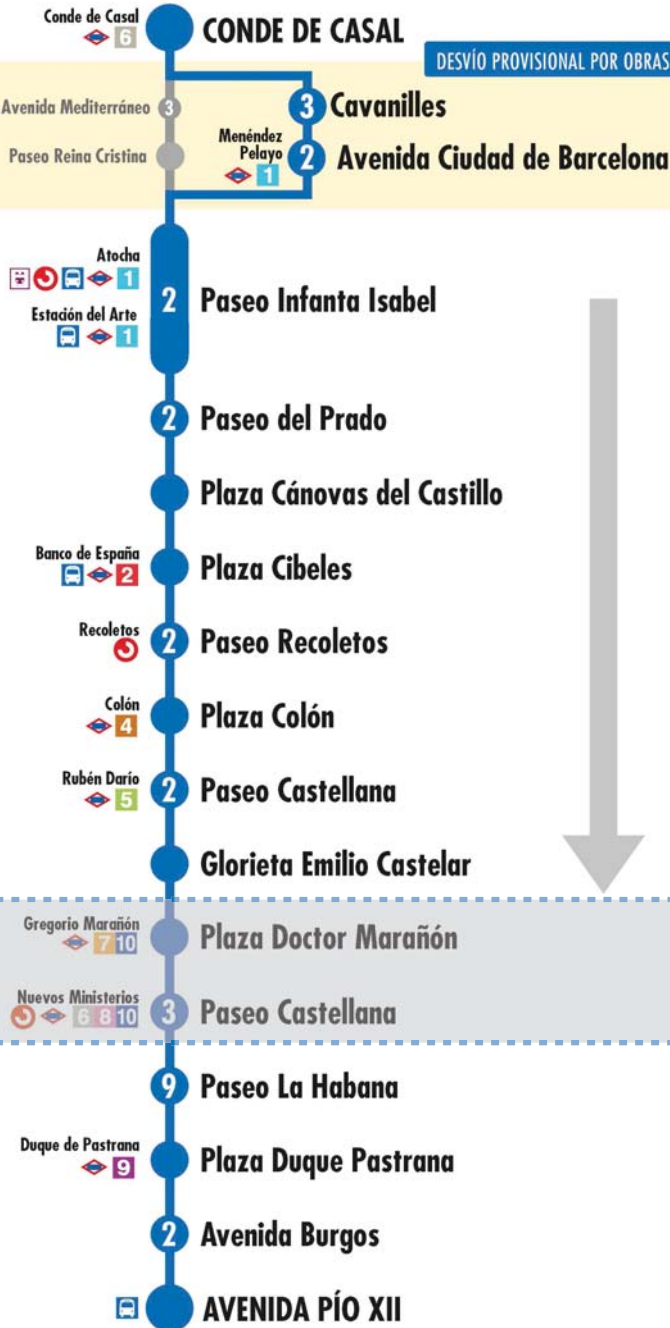 Conde de Casal
6
CONDE DE CASAL
DESVÍO PROVISIONAL POR OBRAS
Avenida Mediterráneo 3
3 Cavanilles
Paseo Reina Cristina
Menéndez
Pelayo
1
2 Avenida Ciudad de Barcelona
Atocha
1
2 Paseo Infanta Isabel
Estación del Arte
1
2 Paseo del Prado
Plaza Cánovas del Castillo
Banco de España
2
Plaza Cibeles
Recoletos
2 Paseo Recoletos
Colón
4
Plaza Colón
Rubén Darío
5
2 Paseo Castellana
Glorieta Emilio Castelar
Gregorio Marañón
7 10
Plaza Doctor Marañón
Nuevos Ministerios
6 8 10
3 Paseo Castellana
9 Paseo La Habana
Duque de Pastrana
9
Plaza Duque Pastrana
2 Avenida Burgos
AVENIDA PÍO XII